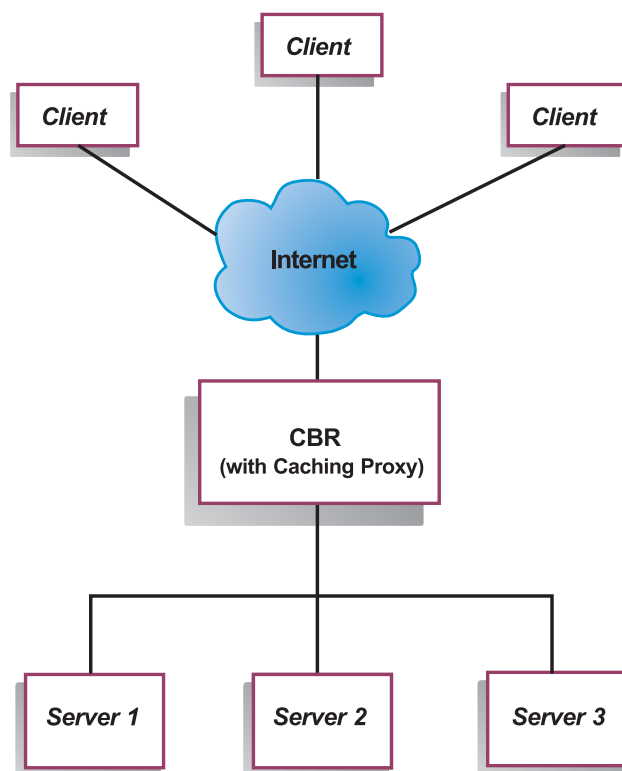 Client
Client
Client
Internet
CBR
(with Caching Proxy)
Server 1
Server 2
Server 3